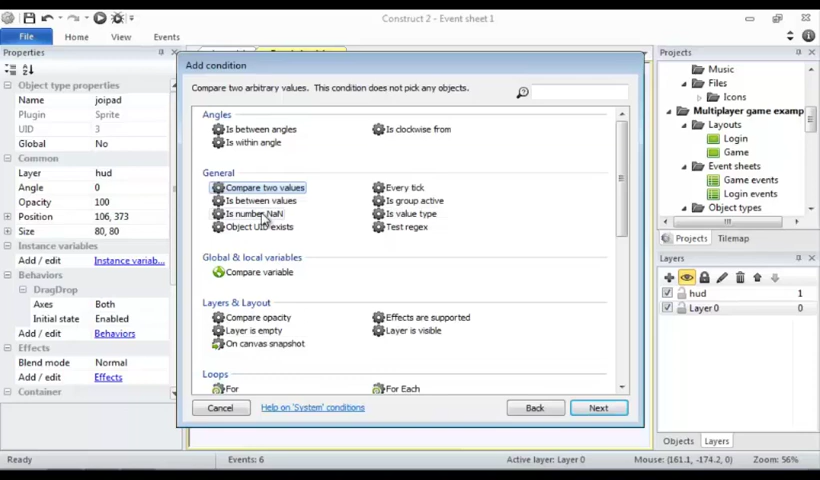 Construct 2 - Event sheet 1
File
Home
View
Events
Properties
Object type properties
Name joipad
Plugin Sprite
UID 3
Global No
Common
Layer hud
Angle 0
Opacity 100
Position 106, 373
Size 80, 80
Instance variables
Add / edit Instance variab...
Behaviors
DragDrop
Axes Both
Initial state Enabled
Add / edit Behaviors
Effects
Blend mode Normal
Add / edit Effects
Container
Add condition
Compare two arbitrary values. This condition does not pick any objects.
Angles
Is between angles
Is clockwise from
Is within angle
General
Compare two values
Every tick
Is between values
Is group active
Is number NaN
Is value type
Object UID exists
Test regex
Global & local variables
Compare variable
Layers & Layout
Compare opacity
Effects are supported
Layer is empty
Layer is visible
On canvas snapshot
Loops
For
For Each
Cancel
Help on 'System' conditions
Back
Next
Projects
Music
Files
Icons
Multiplayer game examp
Layouts
Login
Game
Event sheets
Game events
Login events
Object types
Projects
Tilemap
Layers
hud 1
Layer 0 0
Objects
Layers
Ready
Events: 6
Active layer: Layer 0
Mouse: (161.1, -174.2, 0)
Zoom: 56%